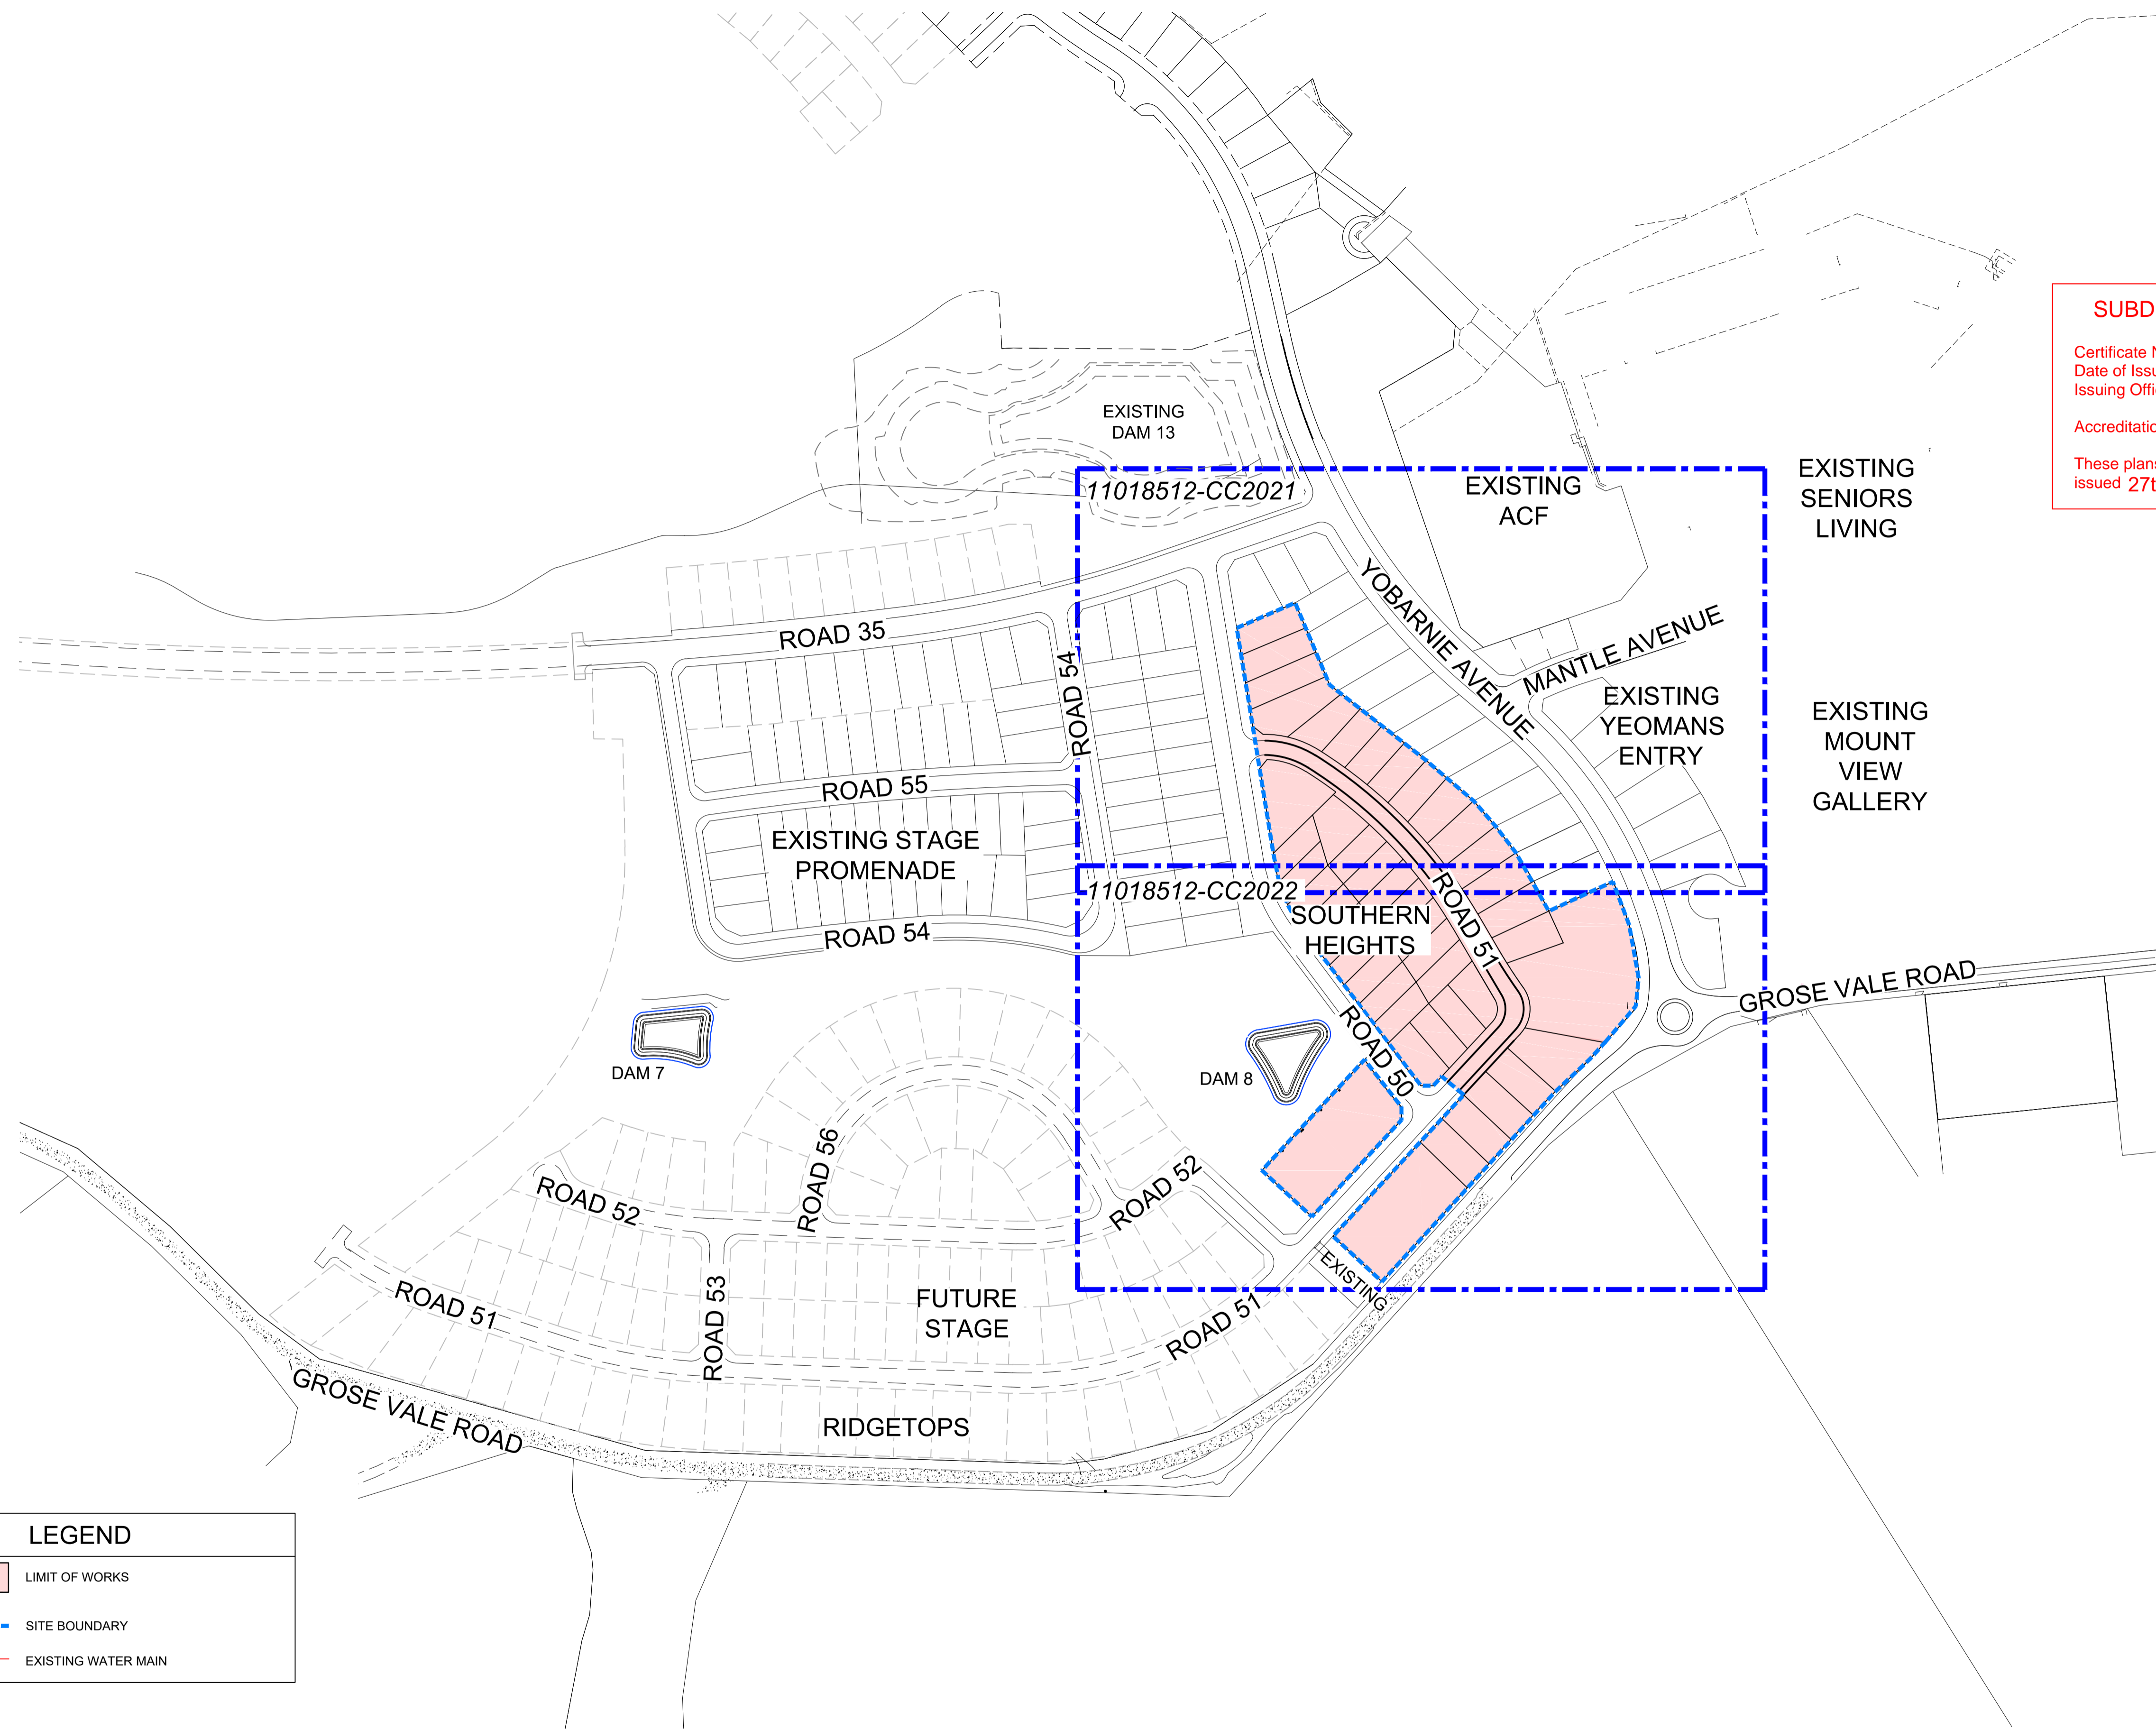 EXISTING
DAM 13
11018512-CC2021
EXISTING
ACF
EXISTING
SENIORS
LIVING
SUBD
Certificate N
Date of Issu
Issuing Offi
Accreditatio
These plans
issued 27t
ROAD 35
ROAD 54
YOBARNIE AVENUE
MANTLE AVENUE
EXISTING
YEOMANS
ENTRY
EXISTING
MOUNT
VIEW
GALLERY
ROAD 55
EXISTING STAGE
PROMENADE
11018512-CC2022
SOUTHERN
HEIGHTS
ROAD 51
ROAD 54
GROSE VALE ROAD
DAM 7
DAM 8
ROAD 50
ROAD 56
ROAD 52
ROAD 52
EXISTING
ROAD 51
ROAD 53
FUTURE
STAGE
ROAD 51
GROSE VALE ROAD
RIDGETOPS
LEGEND
LIMIT OF WORKS
SITE BOUNDARY
EXISTING WATER MAIN